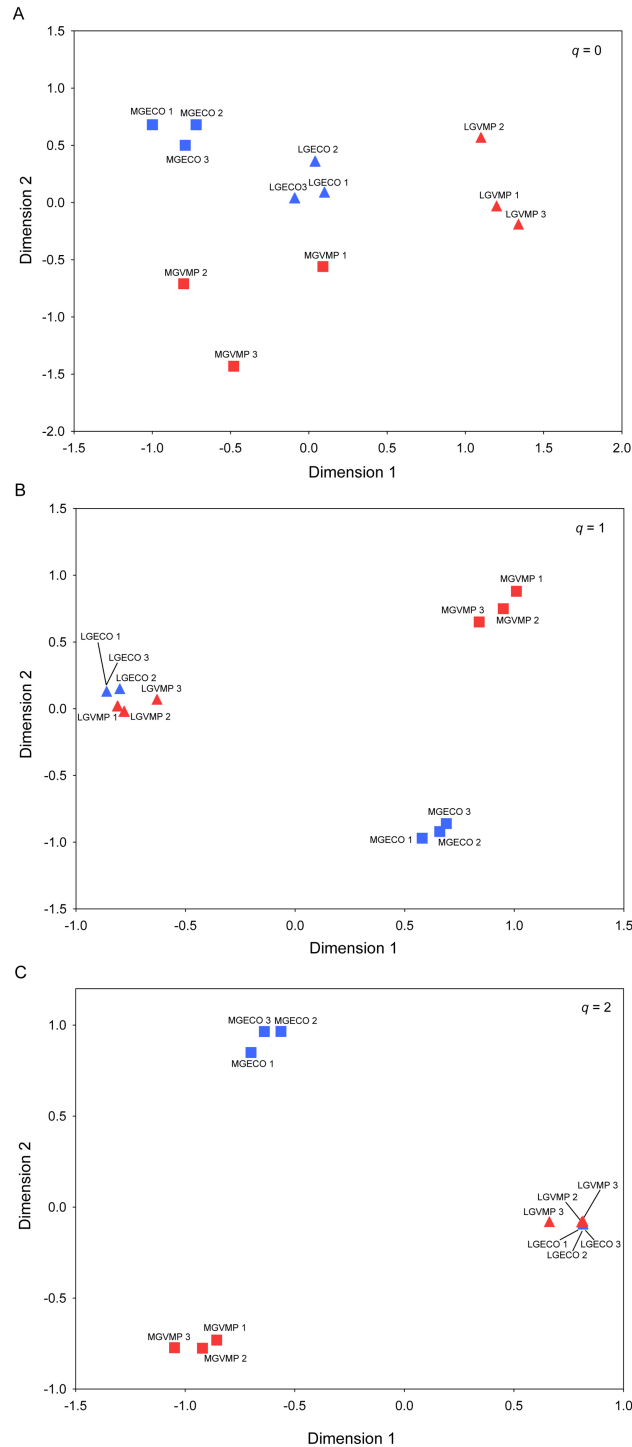 A
1.5
q = 0
1.0
MGECO 1
MGECO 2
LGVMP 2
0.5
MGECO 3
LGECO 2
LGECO3
LGECO 1
LGVMP 1
0.0
LGVMP 3
Dimension 2
-0.5
MGVMP 1
MGVMP 2
-1.0
MGVMP 3
-1.5
-2.0
-1.5 -1.0 -0.5 0.0 0.5 1.0 1.5 2.0
Dimension 1
B
1.5
q = 1
1.0
MGVMP 1
MGVMP 3
MGVMP 2
0.5
LGECO 1
LGECO 3
LGECO 2
LGVMP 3
0.0
LGVMP 1
LGVMP 2
Dimension 2
-0.5
MGECO 3
MGECO 1
MGECO 2
-1.0
-1.5
-1.0 -0.5 0.0 0.5 1.0 1.5
Dimension 1
C
q = 2
1.0
MGECO 3
MGECO 2
MGECO 1
0.5
LGVMP 3
LGVMP 2
LGVMP 3
0.0
LGECO 1
LGECO 3
LGECO 2
Dimension 2
-0.5
MGVMP 1
MGVMP 3
MGVMP 2
-1.0
-1.5 -1.0 -0.5 0.0 0.5 1.0
Dimension 1